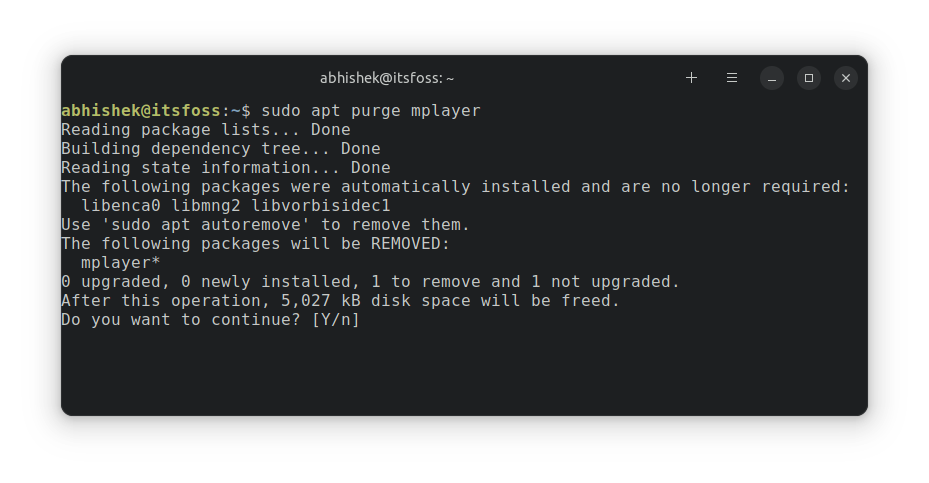 abhishek@itsfoss: ~
abhishek@itsfoss:~$ sudo apt purge mplayer
Reading package lists... Done
Building dependency tree... Done
Reading state information... Done
The following packages were automatically installed and are no longer required:
  libenca0 libmng2 libvorbisidec1
Use 'sudo apt autoremove' to remove them.
The following packages will be REMOVED:
  mplayer*
0 upgraded, 0 newly installed, 1 to remove and 1 not upgraded.
After this operation, 5,027 kB disk space will be freed.
Do you want to continue? [Y/n]